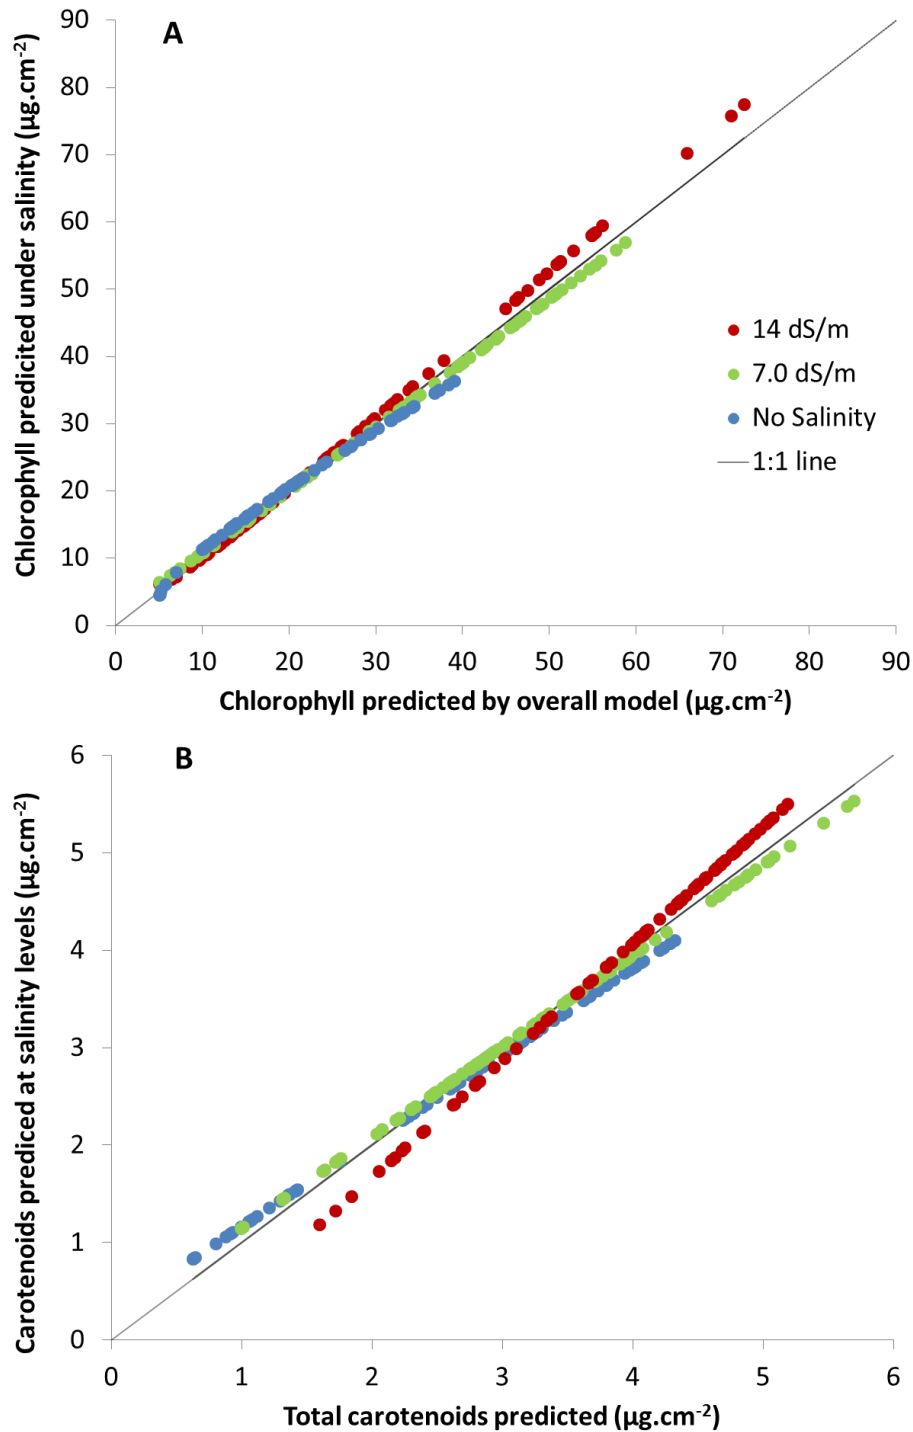 A
Chlorophyll predicited under salinity (µg.cm-2)
90
80
70
60
50
40
30
20
10
0
14 dS/m
7.0 dS/m
No Salinity
1:1 line
0 10 20 30 40 50 60 70 80 90
Chlorophyll predicted by overall model (µg.cm-2)
B
Carotenoids prediced at salinity levels (µg.cm-2)
6
5
4
3
2
1
0
0 1 2 3 4 5 6
Total carotenoids predicted (µg.cm-2)